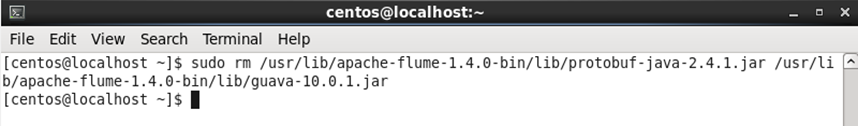 centos@localhost:~
File Edit View Search Terminal Help
[centos@localhost ~]$ sudo rm /usr/lib/apache-flume-1.4.0-bin/lib/protobuf-java-2.4.1.jar /usr/li
b/apache-flume-1.4.0-bin/lib/guava-10.0.1.jar
[centos@localhost ~]$